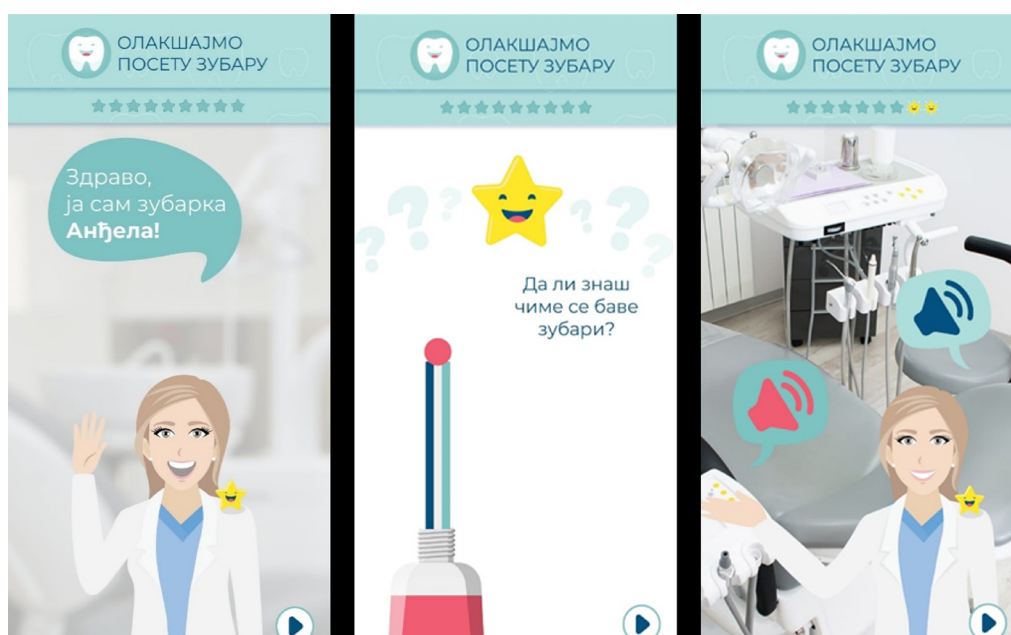 ОЛАКШАЈМО
ПОСЕТУ ЗУБАРУ
Здраво,
ја сам зубарка
Анђела!
ОЛАКШАЈМО
ПОСЕТУ ЗУБАРУ
Да ли знаш
чиме се баве
зубари?
ОЛАКШАЈМО
ПОСЕТУ ЗУБАРУ